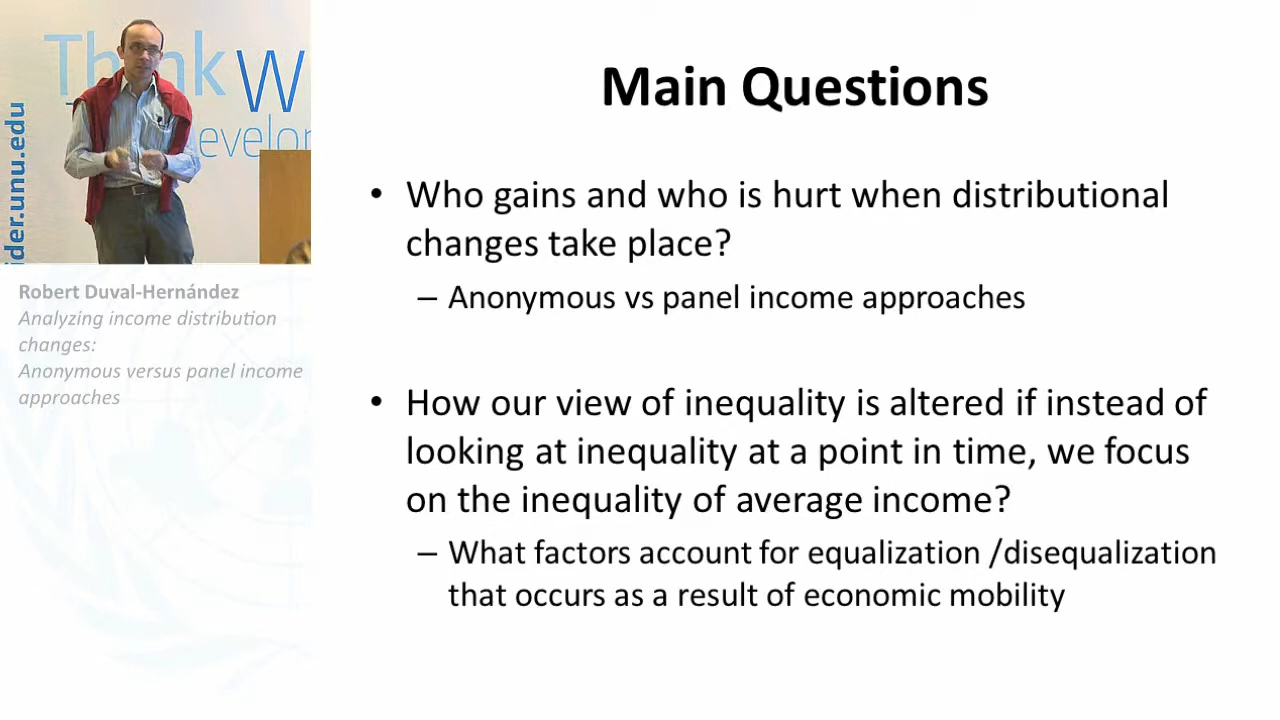 Think W
evelop
ider.unu.edu
Robert Duval-Hernández
Analyzing income distribution
changes:
Anonymous versus panel income
approaches
Main Questions
• Who gains and who is hurt when distributional
changes take place?
– Anonymous vs panel income approaches
• How our view of inequality is altered if instead of
looking at inequality at a point in time, we focus
on the inequality of average income?
– What factors account for equalization /disequalization
that occurs as a result of economic mobility